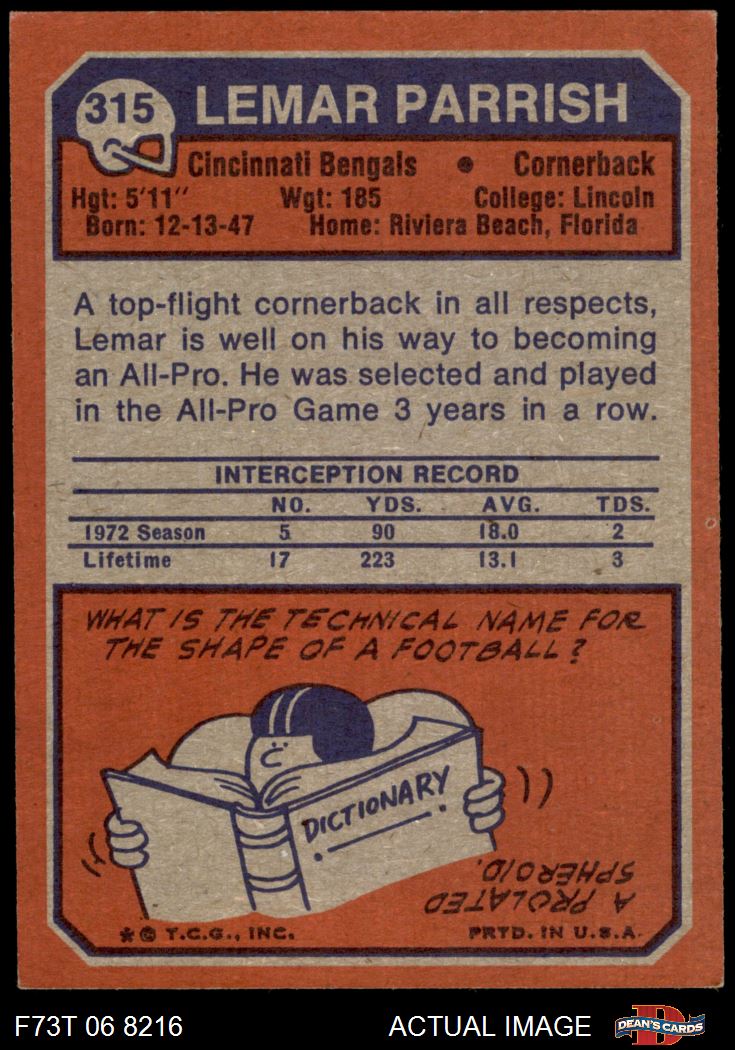 315 LEMAR PARRISH
Cincinnati Bengals • Cornerback
Hgt: 5'11" Wgt: 185 College: Lincoln
Born: 12-13-47 Home: Riviera Beach, Florida
A top-flight cornerback in all respects,
Lemar is well on his way to becoming
an All-Pro. He was selected and played
in the All-Pro Game 3 years in a row.
INTERCEPTION RECORD
NO. YDS. AVG. TDS.
1972 Season 5 90 18.0 2
Lifetime 17 223 13.1 3
WHAT IS THE TECHNICAL NAME FOR
THE SHAPE OF A FOOTBALL?
DICTIONARY
A PROLATED
SPHEROID.
* © T.C.G., INC. PRTD. IN U.S.A.
F73T 06 8216 ACTUAL IMAGE D DEAN'S CARDS